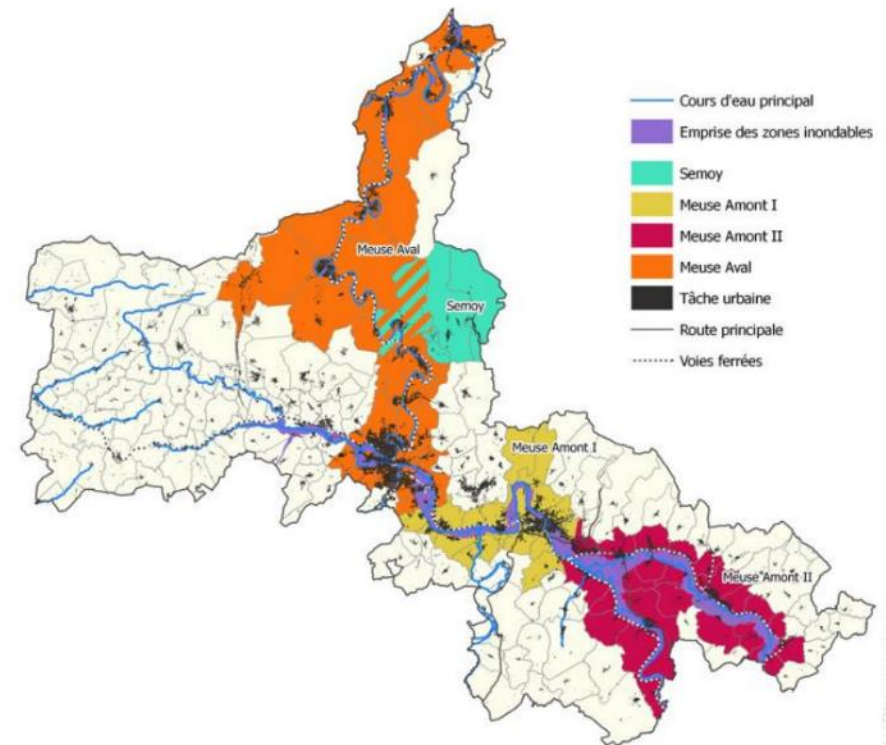 Cours d'eau principal
Emprise des zones inondables
Semoy
Meuse Amont I
Meuse Amont II
Meuse Aval
Tâche urbaine
Route principale
Voies ferrées
Meuse Aval
Semoy
Meuse Amont I
Meuse Amont II